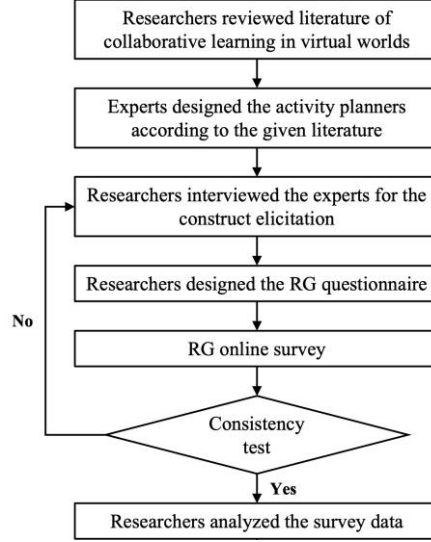 Researchers reviewed literature of
collaborative learning in virtual worlds
Experts designed the activity planners
according to the given literature
Researchers interviewed the experts for the
construct elicitation
Researchers designed the RG questionnaire
No
RG online survey
Consistency
test
Yes
Researchers analyzed the survey data